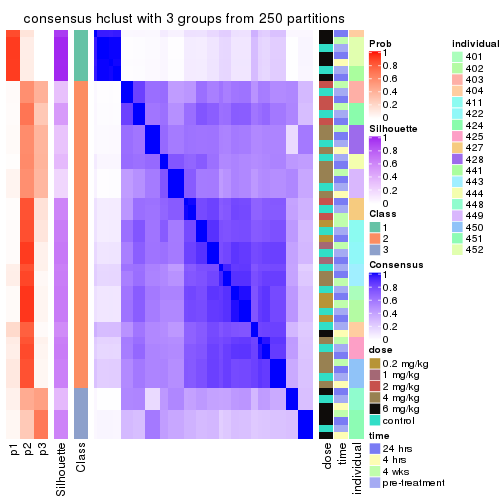 consensus hclust with 3 groups from 250 partitions
p1
p2
p3
Silhouette
Class
dose
time
individual
Prob
1
0.8
0.6
0.4
0.2
0
Silhouette
1
0.8
0.6
0.4
0.2
0
Class
1
2
3
Consensus
1
0.8
0.6
0.4
0.2
0
dose
0.2 mg/kg
1 mg/kg
2 mg/kg
4 mg/kg
6 mg/kg
control
time
24 hrs
4 hrs
4 wks
pre-treatment
individual
401
402
403
404
411
422
424
425
427
428
441
443
444
448
449
450
451
452